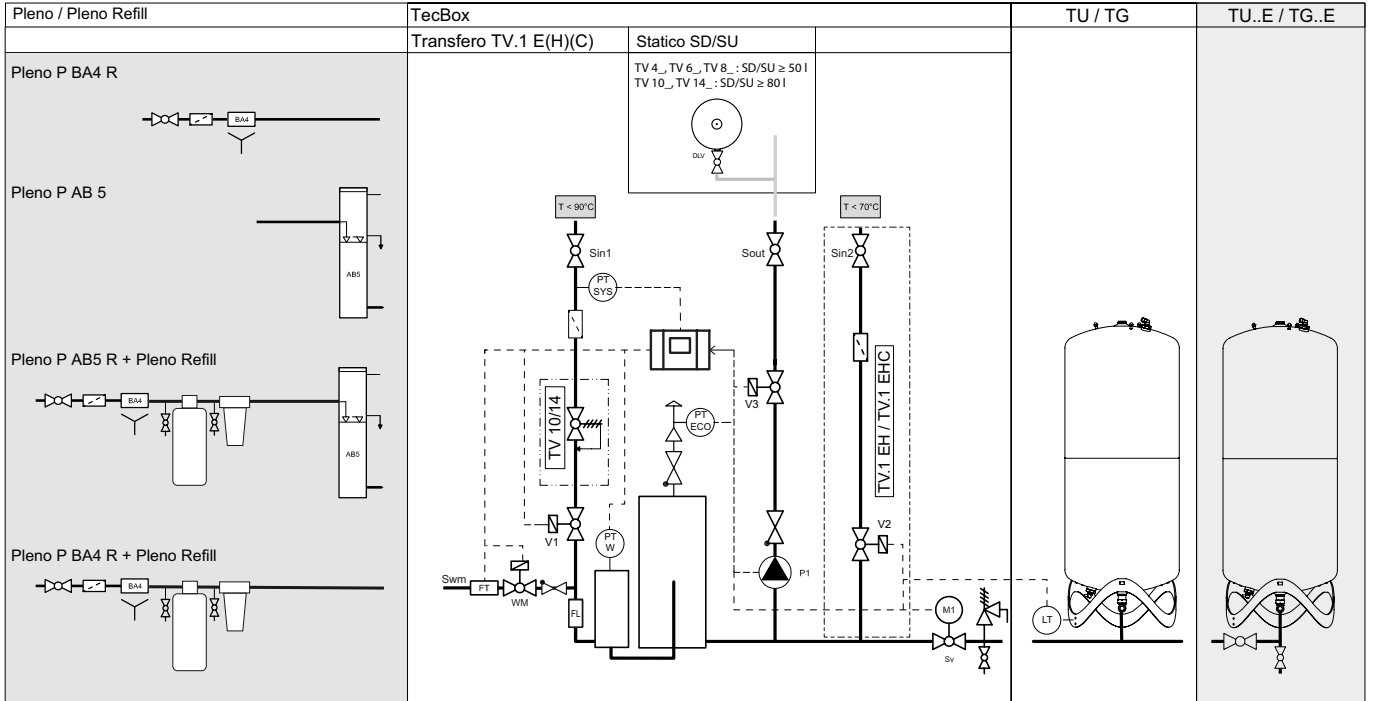 Pleno / Pleno Refill
TecBox
TU / TG
TU..E / TG..E
Transfero TV.1 E(H)(C)
Statico SD/SU
Pleno P BA4 R
BA4
TV 4_, TV 6_, TV 8_ : SD/SU ≥ 50 l
TV 10_, TV 14_ : SD/SU ≥ 80 l
DLV
Pleno P AB 5
AB5
T < 90°C
T < 70°C
Sin1
Sout
Sin2
PT
SYS
Pleno P AB5 R + Pleno Refill
BA4
AB5
TV 10/14
V3
PT
ECO
TV.1 EH / TV.1 EHC
V1
PT
W
V2
Pleno P BA4 R + Pleno Refill
BA4
Swm
FT
WM
FL
P1
M1
Sv
LT